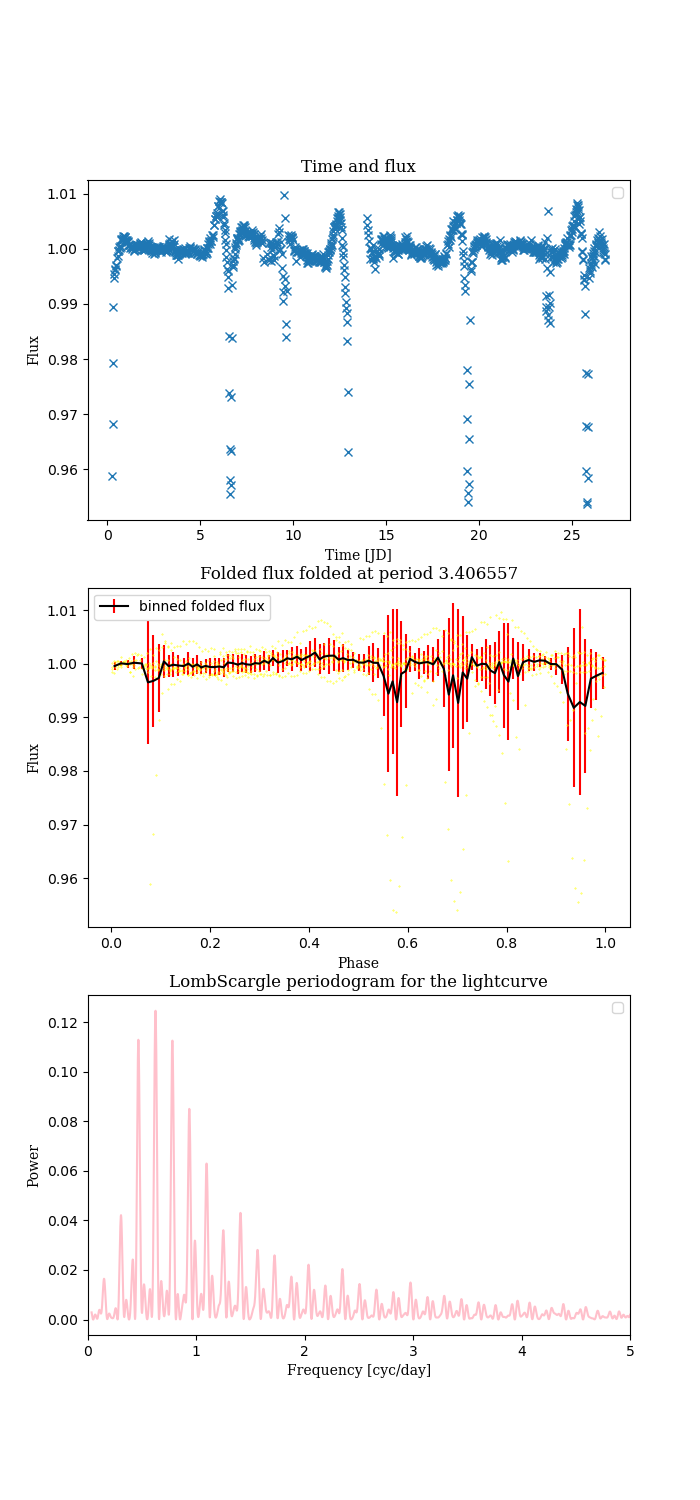 Time and flux
1.01
1.00
0.99
0.98
0.97
0.96
Flux
0 5 10 15 20 25
Time [JD]
Folded flux folded at period 3.406557
binned folded flux
1.01
1.00
0.99
0.98
0.97
0.96
Flux
0.0 0.2 0.4 0.6 0.8 1.0
Phase
LombScargle periodogram for the lightcurve
0.12
0.10
0.08
0.06
0.04
0.02
0.00
Power
0 1 2 3 4 5
Frequency [cyc/day]